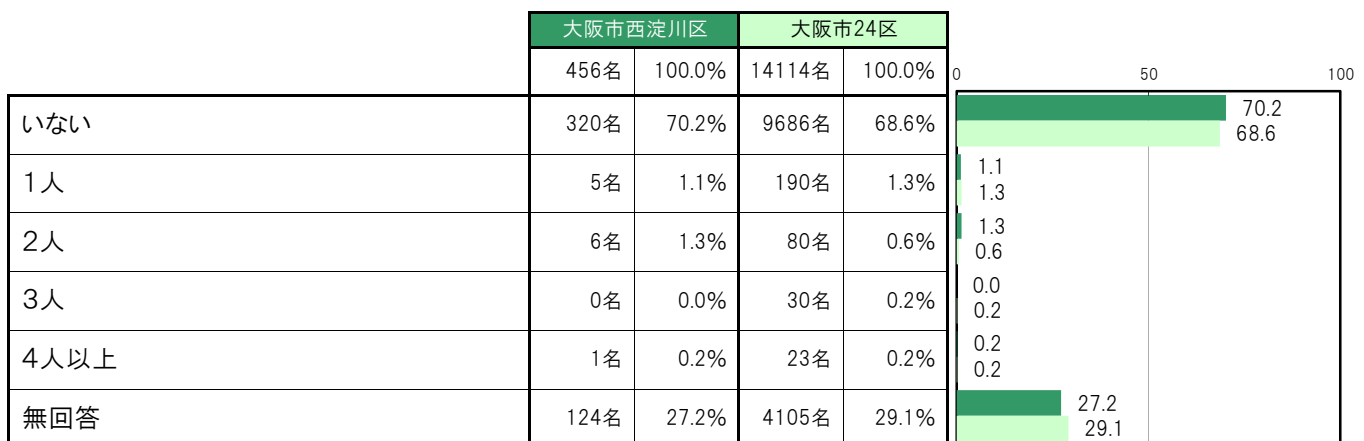 大阪市西淀川区 大阪市24区
456名 100.0% 14114名 100.0% 0 50 100
いない 320名 70.2% 9686名 68.6% 70.2
68.6
1人 5名 1.1% 190名 1.3% 1.1
1.3
2人 6名 1.3% 80名 0.6% 1.3
0.6
3人 0名 0.0% 30名 0.2% 0.0
0.2
4人以上 1名 0.2% 23名 0.2% 0.2
0.2
無回答 124名 27.2% 4105名 29.1% 27.2
29.1